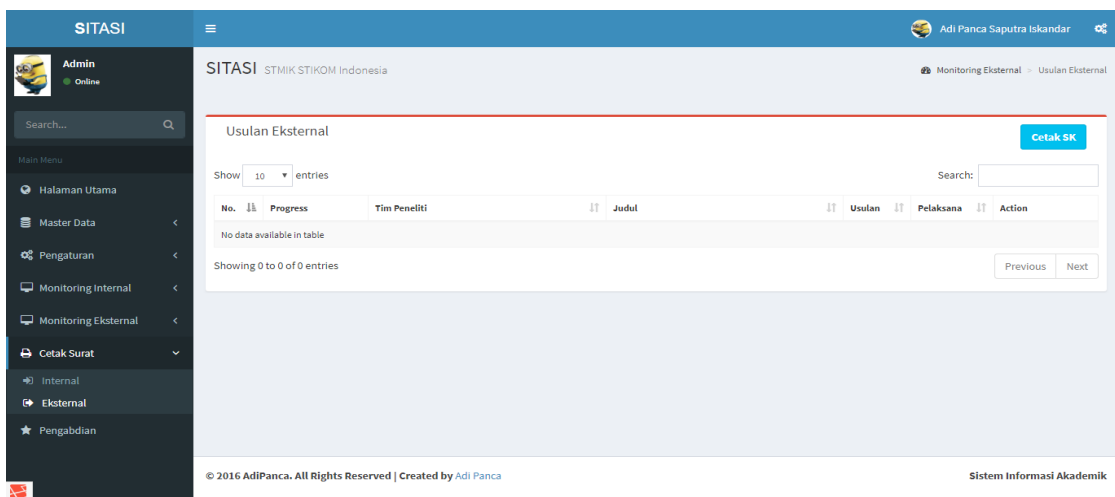 SITASI
Adi Panca Saputra Iskandar
Admin
Online
SITASI STMIK STIKOM Indonesia
Monitoring Eksternal > Usulan Eksternal
Search...
Main Menu
Halaman Utama
Master Data
Pengaturan
Monitoring Internal
Monitoring Eksternal
Cetak Surat
Internal
Eksternal
Pengabdian
Usulan Eksternal
Cetak SK
Show 10 entries
Search:
No. Progress Tim Peneliti Judul Usulan Pelaksana Action
No data available in table
Showing 0 to 0 of 0 entries
Previous Next
© 2016 AdiPanca. All Rights Reserved | Created by Adi Panca
Sistem Informasi Akademik